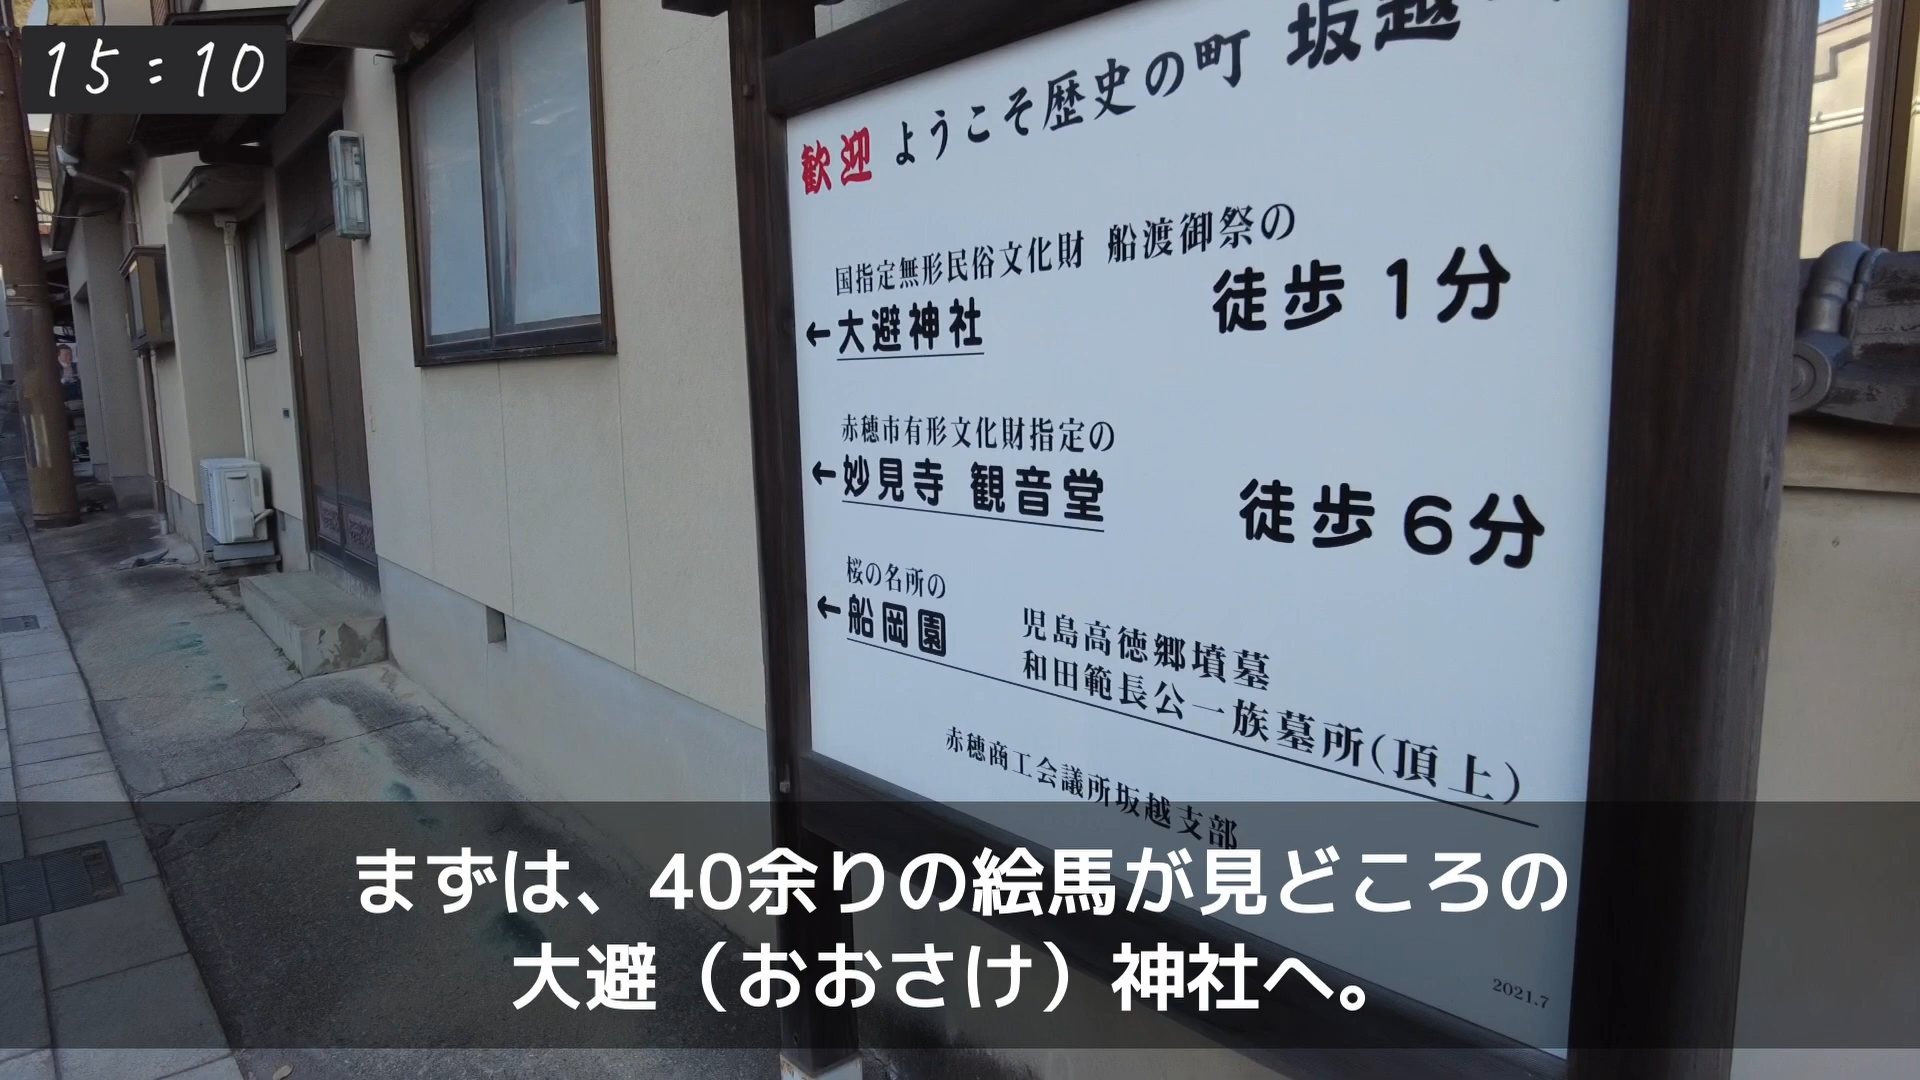 15:10
歓迎 ようこそ歴史の町 坂越へ
国指定無形民俗文化財 船渡御祭の
←大避神社 徒歩1分
赤穂市有形文化財指定の
←妙見寺 観音堂 徒歩6分
桜の名所の
←船岡園
児島高徳郷墳墓
和田範長公一族墓所(頂上)
赤穂商工会議所坂越支部
まずは、40余りの絵馬が見どころの
大避（おおさけ）神社へ。
2021.7